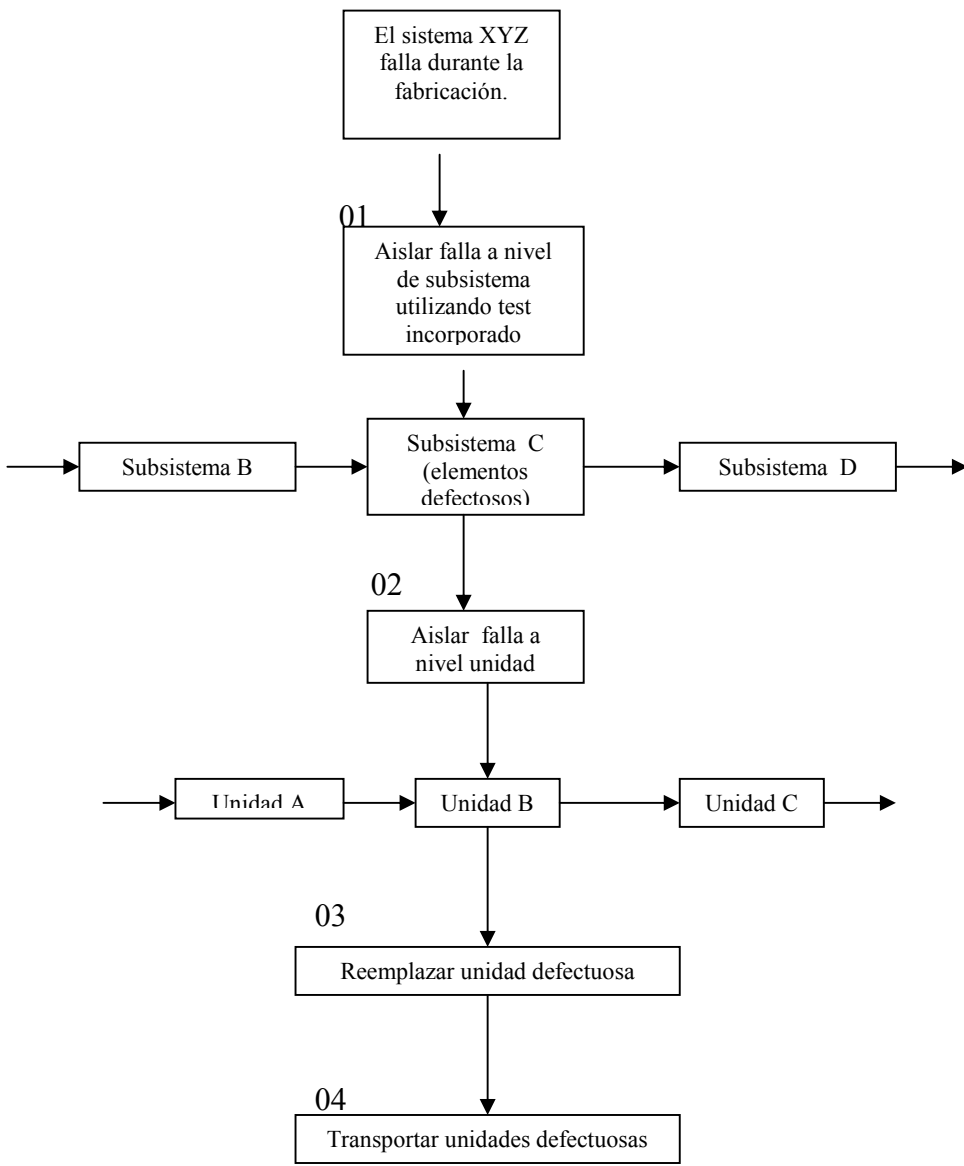 El sistema XYZ
falla durante la
fabricación.
01
Aislar falla a nivel
de subsistema
utilizando test
incorporado
Subsistema B
Subsistema C
(elementos
defectosos)
Subsistema D
02
Aislar falla a
nivel unidad
Unidad A
Unidad B
Unidad C
03
Reemplazar unidad defectuosa
04
Transportar unidades defectuosas